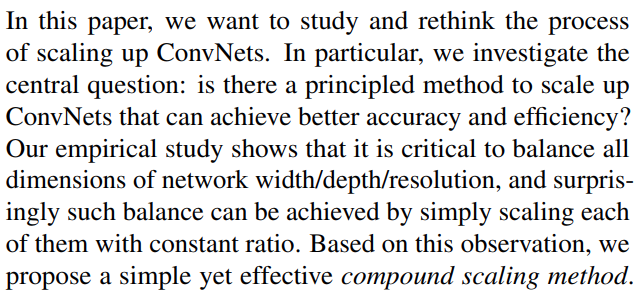 In this paper, we want to study and rethink the process
of scaling up ConvNets. In particular, we investigate the
central question: is there a principled method to scale up
ConvNets that can achieve better accuracy and efficiency?
Our empirical study shows that it is critical to balance all
dimensions of network width/depth/resolution, and surpris-
ingly such balance can be achieved by simply scaling each
of them with constant ratio. Based on this observation, we
propose a simple yet effective compound scaling method.